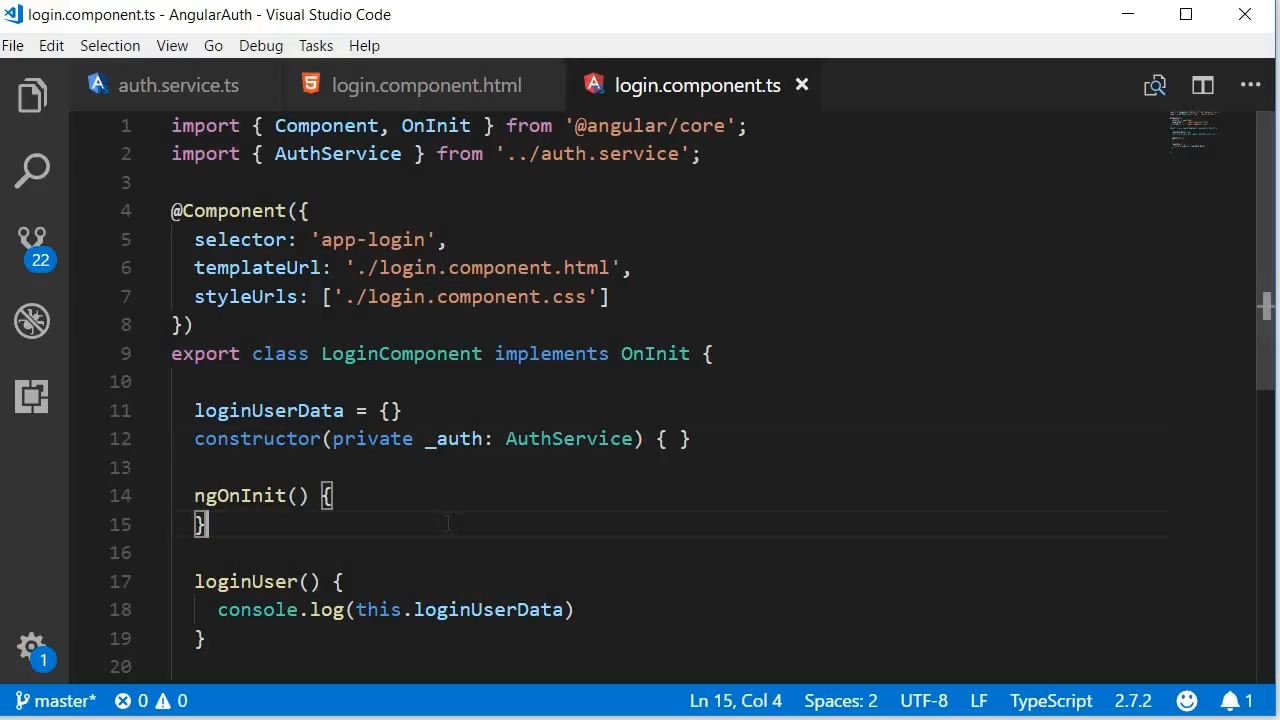 login.component.ts - AngularAuth - Visual Studio Code
File Edit Selection View Go Debug Tasks Help
auth.service.ts login.component.html login.component.ts
1 import { Component, OnInit } from '@angular/core';
2 import { AuthService } from '../auth.service';
3
4 @Component({
5 selector: 'app-login',
6 templateUrl: './login.component.html',
7 styleUrls: ['./login.component.css']
8 })
9 export class LoginComponent implements OnInit {
10
11 loginUserData = {}
12 constructor(private _auth: AuthService) { }
13
14 ngOnInit() {
15 }
16
17 loginUser() {
18 console.log(this.loginUserData)
19 }
20
22
1
master* 0 0 Ln 15, Col 4 Spaces: 2 UTF-8 LF TypeScript 2.7.2 1